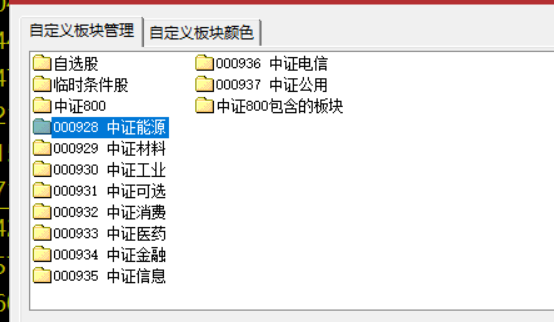 自定义板块管理
自定义板块颜色
自选股
临时条件股
中证800
000928 中证能源
000929 中证材料
000930 中证工业
000931 中证可选
000932 中证消费
000933 中证医药
000934 中证金融
000935 中证信息
000936 中证电信
000937 中证公用
中证800包含的板块